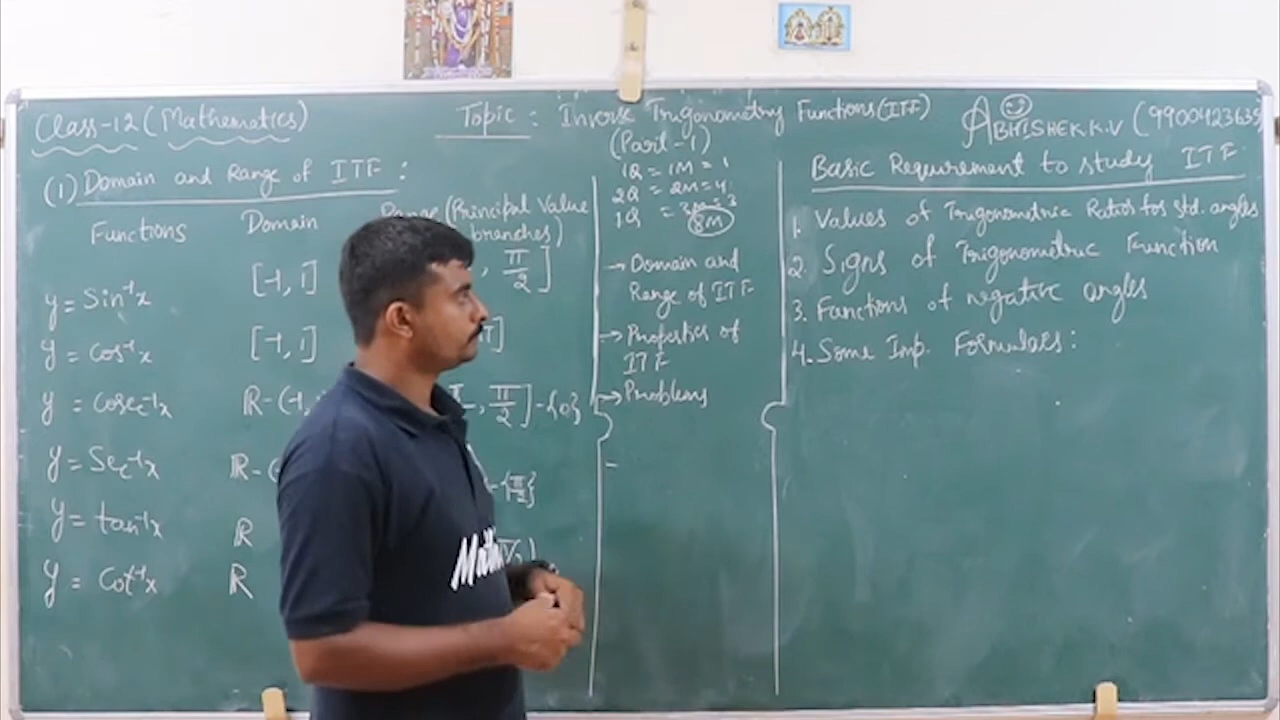 Class-12 (Mathematics)
Topic : Inverse Trigonometry Functions (ITF)
(Part-1)
ABHISHEK K.V (9900423635
(1) Domain and Range of ITF :
Functions Domain Range (Principal Value branches)
y = Sin⁻¹x [-1, 1] , π/2]
y = Cos⁻¹x [-1, 1] π]
y = Cosec⁻¹x R-(-1, , π/2] - {0}
y = Sec⁻¹x R-( - {π/2}
y = tan⁻¹x R
y = Cot⁻¹x R
1Q = 1M = 1
2Q = 2M = 4
1Q = 3M = 3
8M
→ Domain and
Range of ITF
→ Properties of
ITF
→ Problems
Basic Requirement to study ITF
1. Values of Trigonometric Ratios for std. angles
2. Signs of Trigonometric Function
3. Functions of negative angles
4. Some Imp. Formulaes :